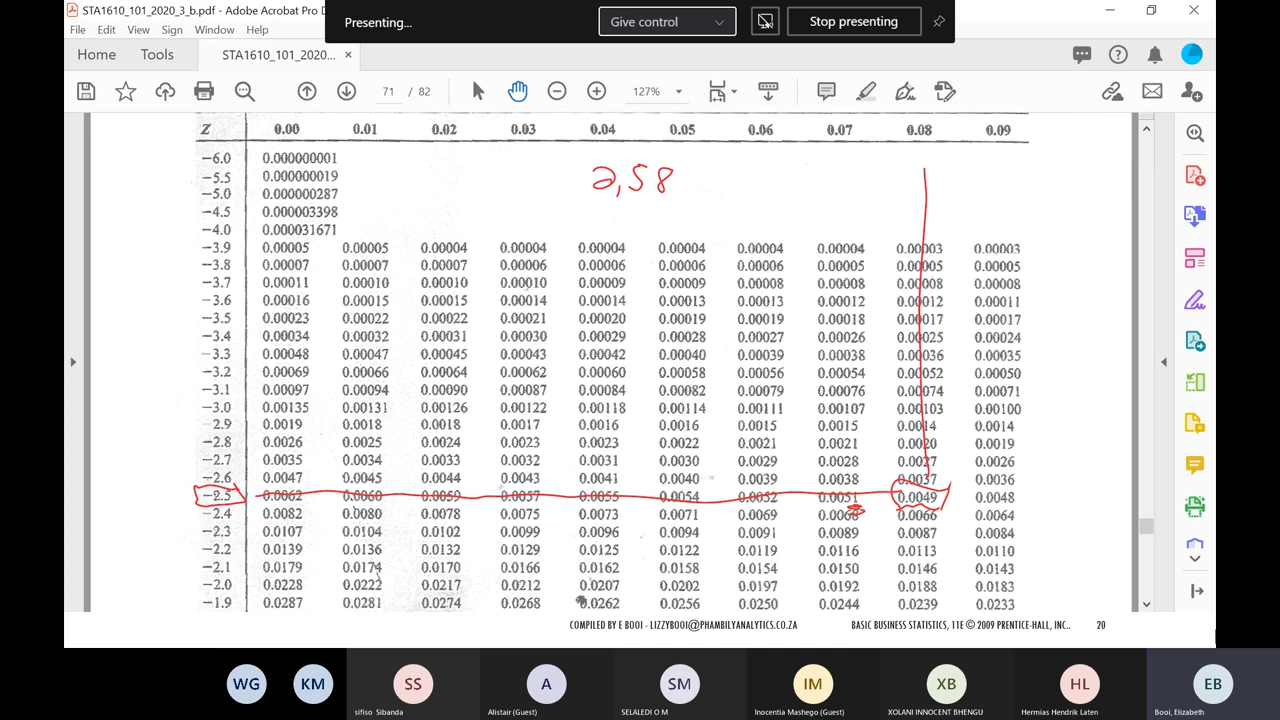 STA1610_101_2020_3_b.pdf - Adobe Acrobat Pro D
Presenting...
Give control
Stop presenting
File Edit View Sign Window Help
Home Tools STA1610_101_2020... ×
71 / 82 127%
Z 0.00 0.01 0.02 0.03 0.04 0.05 0.06 0.07 0.08 0.09
−6.0 0.000000001
−5.5 0.000000019
2,58
−5.0 0.000000287
−4.5 0.000003398
−4.0 0.000031671
−3.9 0.00005 0.00005 0.00004 0.00004 0.00004 0.00004 0.00004 0.00004 0.00003 0.00003
−3.8 0.00007 0.00007 0.00007 0.00006 0.00006 0.00006 0.00006 0.00005 0.00005 0.00005
−3.7 0.00011 0.00010 0.00010 0.00010 0.00009 0.00009 0.00008 0.00008 0.00008 0.00008
−3.6 0.00016 0.00015 0.00015 0.00014 0.00014 0.00013 0.00013 0.00012 0.00012 0.00011
−3.5 0.00023 0.00022 0.00022 0.00021 0.00020 0.00019 0.00019 0.00018 0.00017 0.00017
−3.4 0.00034 0.00032 0.00031 0.00030 0.00029 0.00028 0.00027 0.00026 0.00025 0.00024
−3.3 0.00048 0.00047 0.00045 0.00043 0.00042 0.00040 0.00039 0.00038 0.00036 0.00035
−3.2 0.00069 0.00066 0.00064 0.00062 0.00060 0.00058 0.00056 0.00054 0.00052 0.00050
−3.1 0.00097 0.00094 0.00090 0.00087 0.00084 0.00082 0.00079 0.00076 0.00074 0.00071
−3.0 0.00135 0.00131 0.00126 0.00122 0.00118 0.00114 0.00111 0.00107 0.00103 0.00100
−2.9 0.0019 0.0018 0.0018 0.0017 0.0016 0.0016 0.0015 0.0015 0.0014 0.0014
−2.8 0.0026 0.0025 0.0024 0.0023 0.0023 0.0022 0.0021 0.0021 0.0020 0.0019
−2.7 0.0035 0.0034 0.0033 0.0032 0.0031 0.0030 0.0029 0.0028 0.0027 0.0026
−2.6 0.0047 0.0045 0.0044 0.0043 0.0041 0.0040 0.0039 0.0038 0.0037 0.0036
−2.5 0.0062 0.0060 0.0059 0.0057 0.0055 0.0054 0.0052 0.0051 0.0049 0.0048
−2.4 0.0082 0.0080 0.0078 0.0075 0.0073 0.0071 0.0069 0.0068 0.0066 0.0064
−2.3 0.0107 0.0104 0.0102 0.0099 0.0096 0.0094 0.0091 0.0089 0.0087 0.0084
−2.2 0.0139 0.0136 0.0132 0.0129 0.0125 0.0122 0.0119 0.0116 0.0113 0.0110
−2.1 0.0179 0.0174 0.0170 0.0166 0.0162 0.0158 0.0154 0.0150 0.0146 0.0143
−2.0 0.0228 0.0222 0.0217 0.0212 0.0207 0.0202 0.0197 0.0192 0.0188 0.0183
−1.9 0.0287 0.0281 0.0274 0.0268 0.0262 0.0256 0.0250 0.0244 0.0239 0.0233
COMPILED BY E BOOI - LIZZYBOOI@PHAMBILYANALYTICS.CO.ZA BASIC BUSINESS STATISTICS, 11E © 2009 PRENTICE-HALL, INC.. 20
WG KM SS A SM IM XB HL EB
sifiso Sibanda Alistair (Guest) SELALEDI O M Inocentia Mashego (Guest) XOLANI INNOCENT BHENGU Hermias Hendrik Laten Booi, Elizabeth